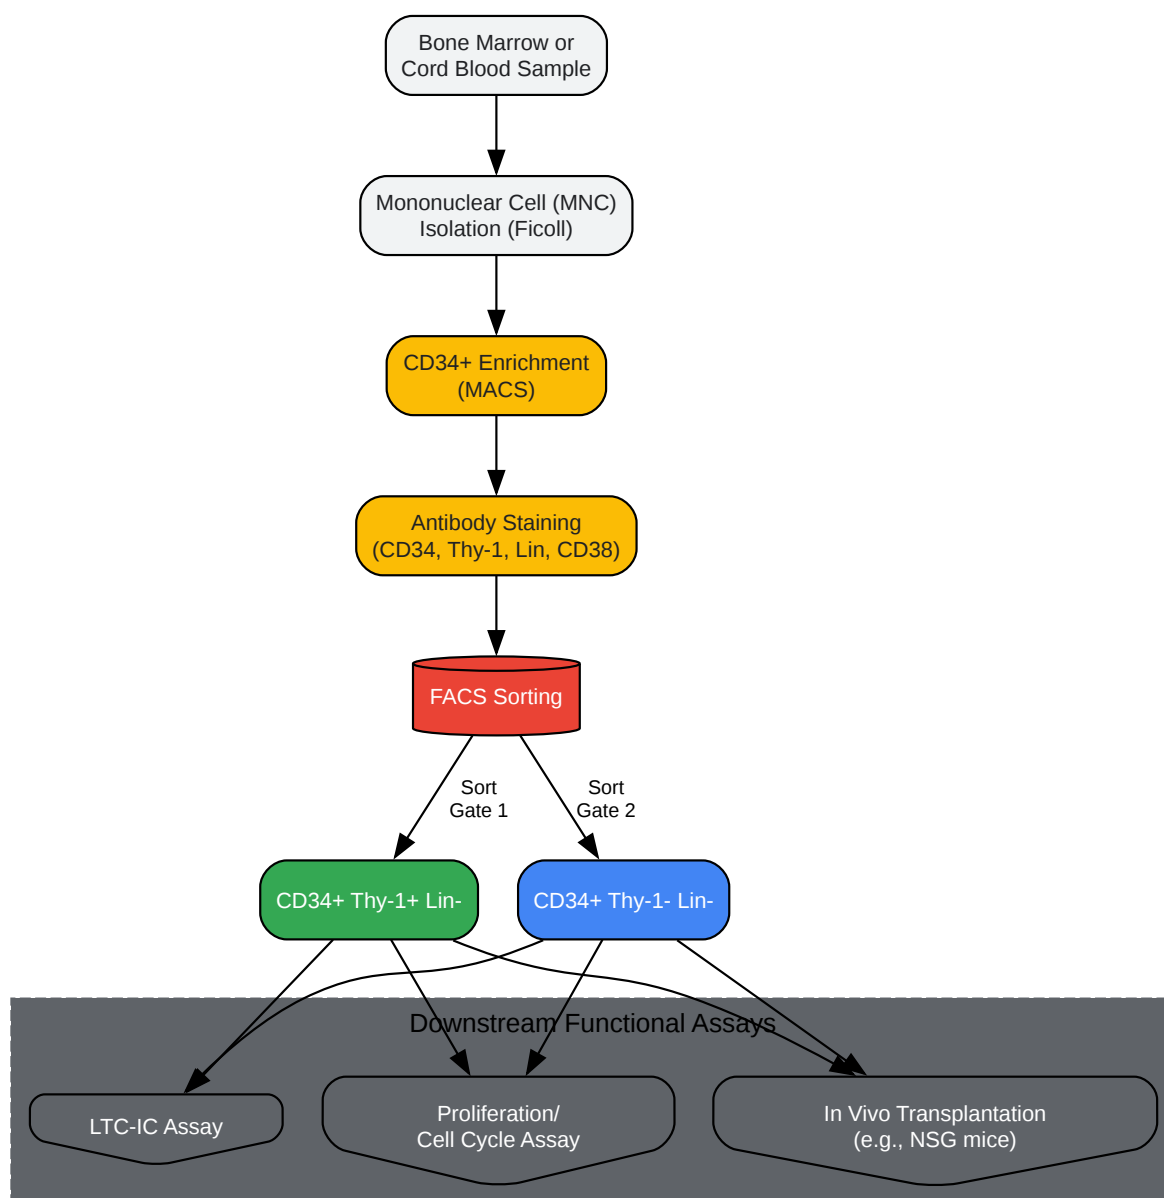 Bone Marrow or
Cord Blood Sample
Mononuclear Cell (MNC)
Isolation (Ficoll)
CD34+ Enrichment
(MACS)
Antibody Staining
(CD34, Thy-1, Lin, CD38)
FACS Sorting
Sort
Gate 1
Sort
Gate 2
CD34+ Thy-1+ Lin-
CD34+ Thy-1- Lin-
Downstream Functional Assays
LTC-IC Assay
Proliferation/
Cell Cycle Assay
In Vivo Transplantation
(e.g., NSG mice)